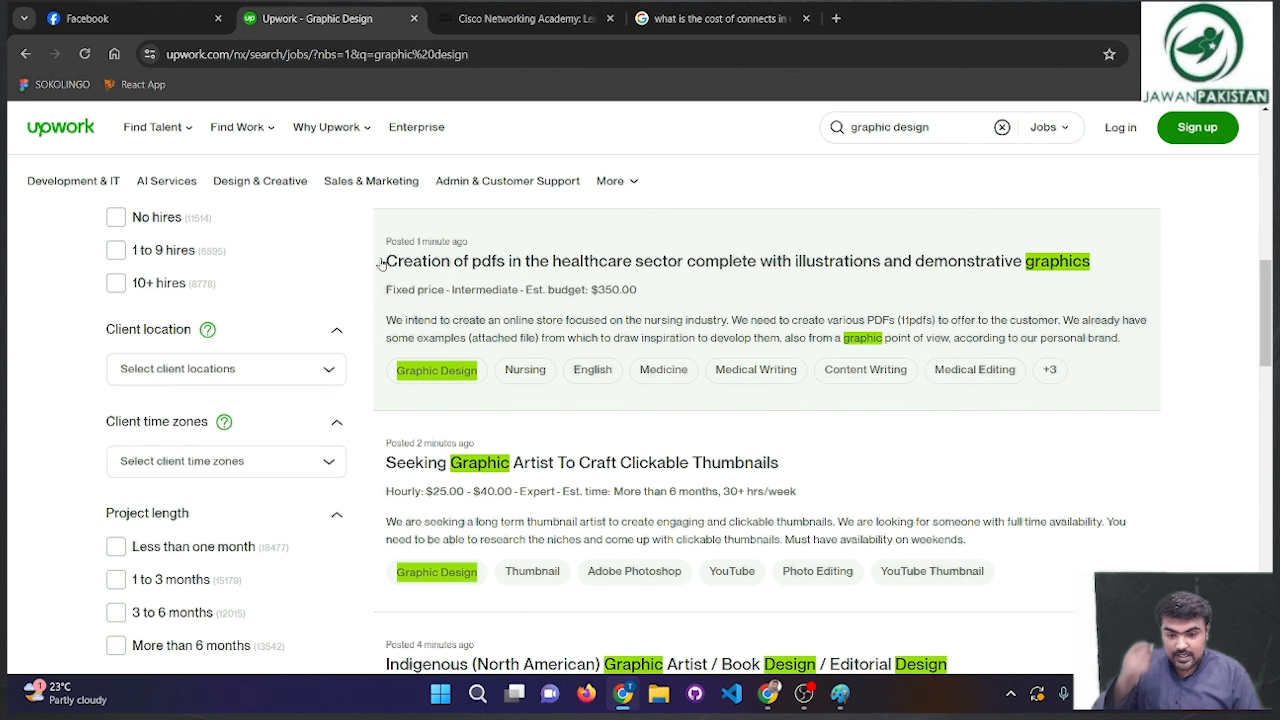 Facebook
Upwork - Graphic Design
what is the cost of concerts in
upwork.com/nx/search/jobs/?nbs=1&q=graphic%20design
SOKOLINGO
React App
JAWANPAKISTAN
upwork
Find Talent
Find Work
Why Upwork
Enterprise
graphic design
Jobs
Log in
Sign up
Development & IT
AI Services
Design & Creative
Sales & Marketing
Admin & Customer Support
More
No hires (11514)
1 to 9 hires (6595)
10+ hires (8778)
Client location
Select client locations
Client time zones
Select client time zones
Project length
Less than one month (18477)
1 to 3 months (15179)
3 to 6 months (12015)
More than 6 months (13542)
Posted 1 minute ago
Creation of pdfs in the healthcare sector complete with illustrations and demonstrative graphics
Fixed price - Intermediate - Est. budget: $350.00
We intend to create an online store focused on the nursing industry. We need to create various PDFs (11pdfs) to offer to the customer. We already have
some examples (attached file) from which to draw inspiration to develop them, also from a graphic point of view, according to our personal brand.
Graphic Design
Nursing
English
Medicine
Medical Writing
Content Writing
Medical Editing
+3
Posted 2 minutes ago
Seeking Graphic Artist To Craft Clickable Thumbnails
Hourly: $25.00 - $40.00 - Expert - Est. time: More than 6 months, 30+ hrs/week
We are seeking a long term thumbnail artist to create engaging and clickable thumbnails. We are looking for someone with full time availability. You
need to be able to research the niches and come up with clickable thumbnails. Must have availability on weekends.
Graphic Design
Thumbnail
Adobe Photoshop
YouTube
Photo Editing
YouTube Thumbnail
Posted 4 minutes ago
Indigenous (North American) Graphic Artist / Book Design / Editorial Design
1
23°C
Partly cloudy